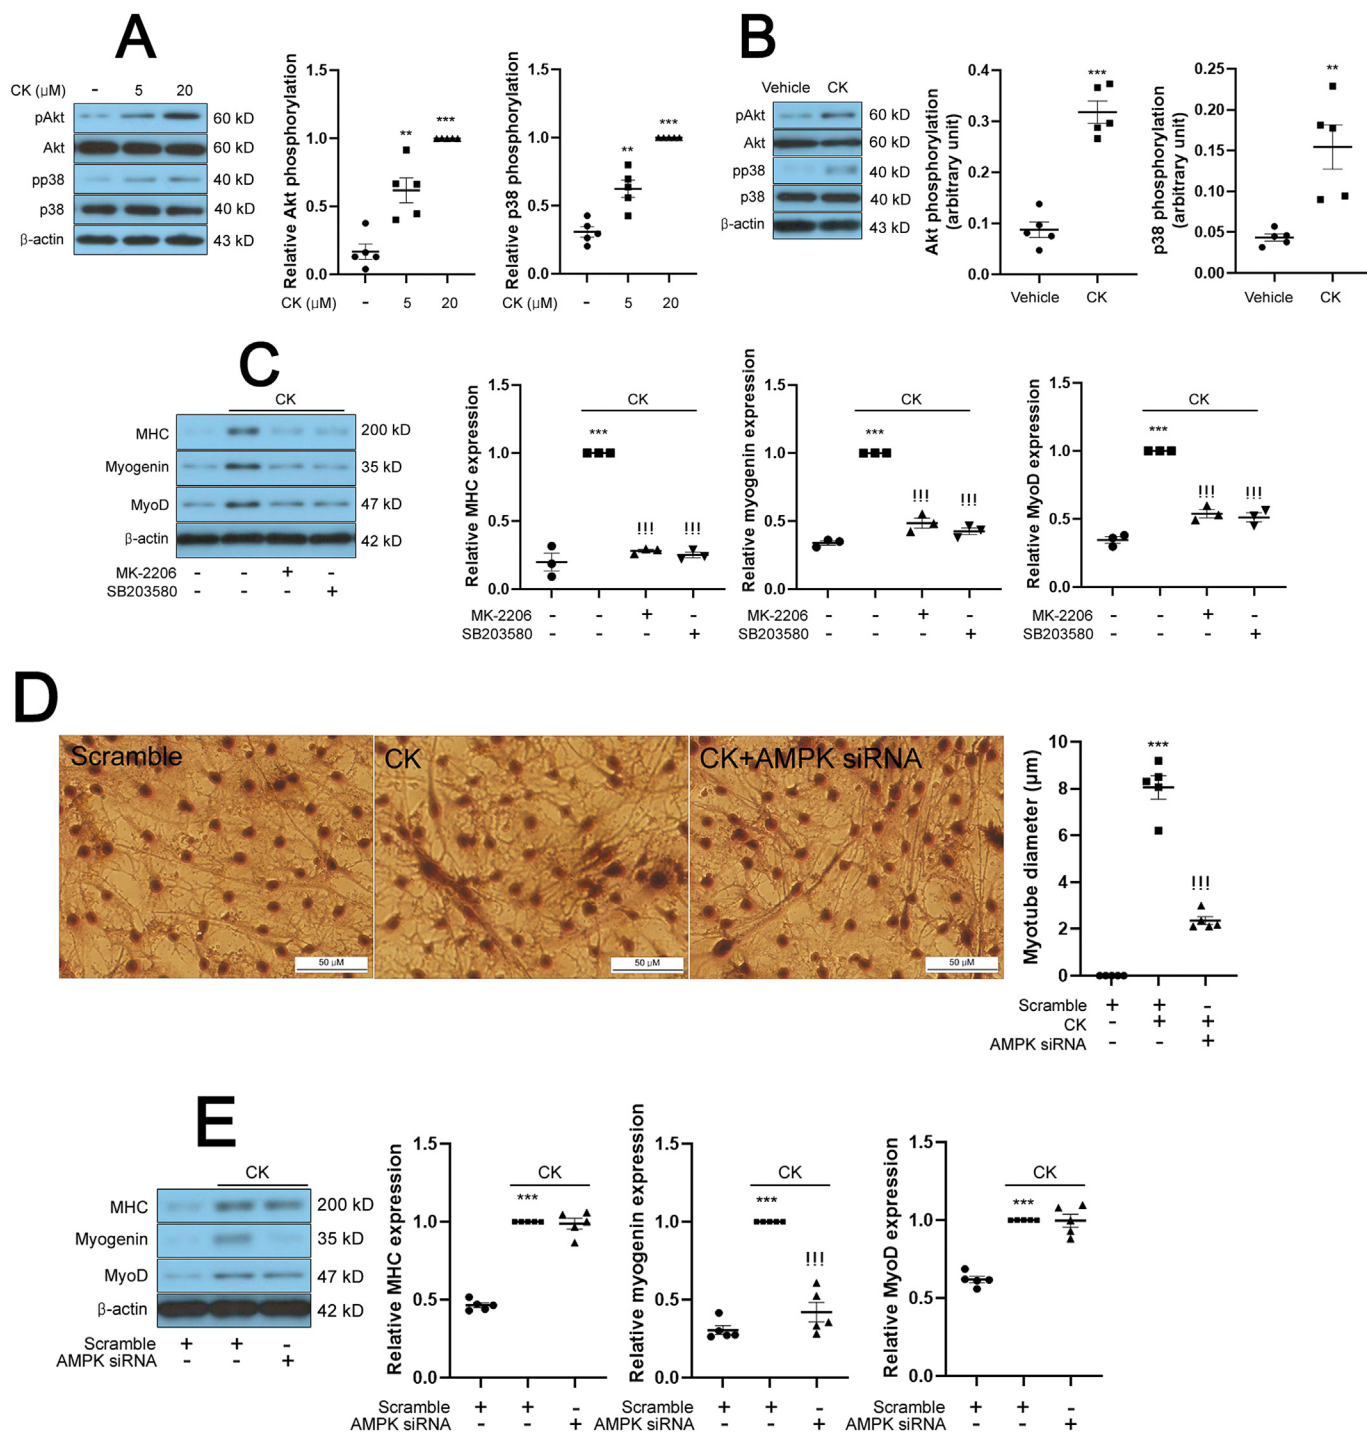 A
CK (μM) - 5 20
pAkt 60 kD
Akt 60 kD
pp38 40 kD
p38 40 kD
β-actin 43 kD
Relative Akt phosphorylation
1.5
1.0
0.5
0.0
** ***
CK (μM) - 5 20
Relative p38 phosphorylation
1.5
1.0
0.5
0.0
** ***
CK (μM) - 5 20
B
Vehicle CK
pAkt 60 kD
Akt 60 kD
pp38 40 kD
p38 40 kD
β-actin 43 kD
Akt phosphorylation
(arbitrary unit)
0.4
0.3
0.2
0.1
0.0
***
Vehicle CK
p38 phosphorylation
(arbitrary unit)
0.25
0.20
0.15
0.10
0.05
0.00
**
Vehicle CK
C
CK
MHC 200 kD
Myogenin 35 kD
MyoD 47 kD
β-actin 42 kD
MK-2206 - - + -
SB203580 - - - +
Relative MHC expression
1.5
1.0
0.5
0.0
CK
*** !!! !!!
MK-2206 - - + -
SB203580 - - - +
Relative myogenin expression
1.5
1.0
0.5
0.0
CK
*** !!! !!!
MK-2206 - - + -
SB203580 - - - +
Relative MyoD expression
1.5
1.0
0.5
0.0
CK
*** !!! !!!
MK-2206 - - + -
SB203580 - - - +
D
Scramble
50 μM
CK
50 μM
CK+AMPK siRNA
50 μM
Motube diameter (μm)
10
8
6
4
2
0
*** !!!
Scramble + + -
CK - + +
AMPK siRNA - - +
E
CK
MHC 200 kD
Myogenin 35 kD
MyoD 47 kD
β-actin 42 kD
Scramble + + -
AMPK siRNA - - +
Relative MHC expression
1.5
1.0
0.5
0.0
CK
***
Scramble + + -
AMPK siRNA - - +
Relative myogenin expression
1.5
1.0
0.5
0.0
CK
*** !!!
Scramble + + -
AMPK siRNA - - +
Relative MyoD expression
1.5
1.0
0.5
0.0
CK
***
Scramble + + -
AMPK siRNA - - +